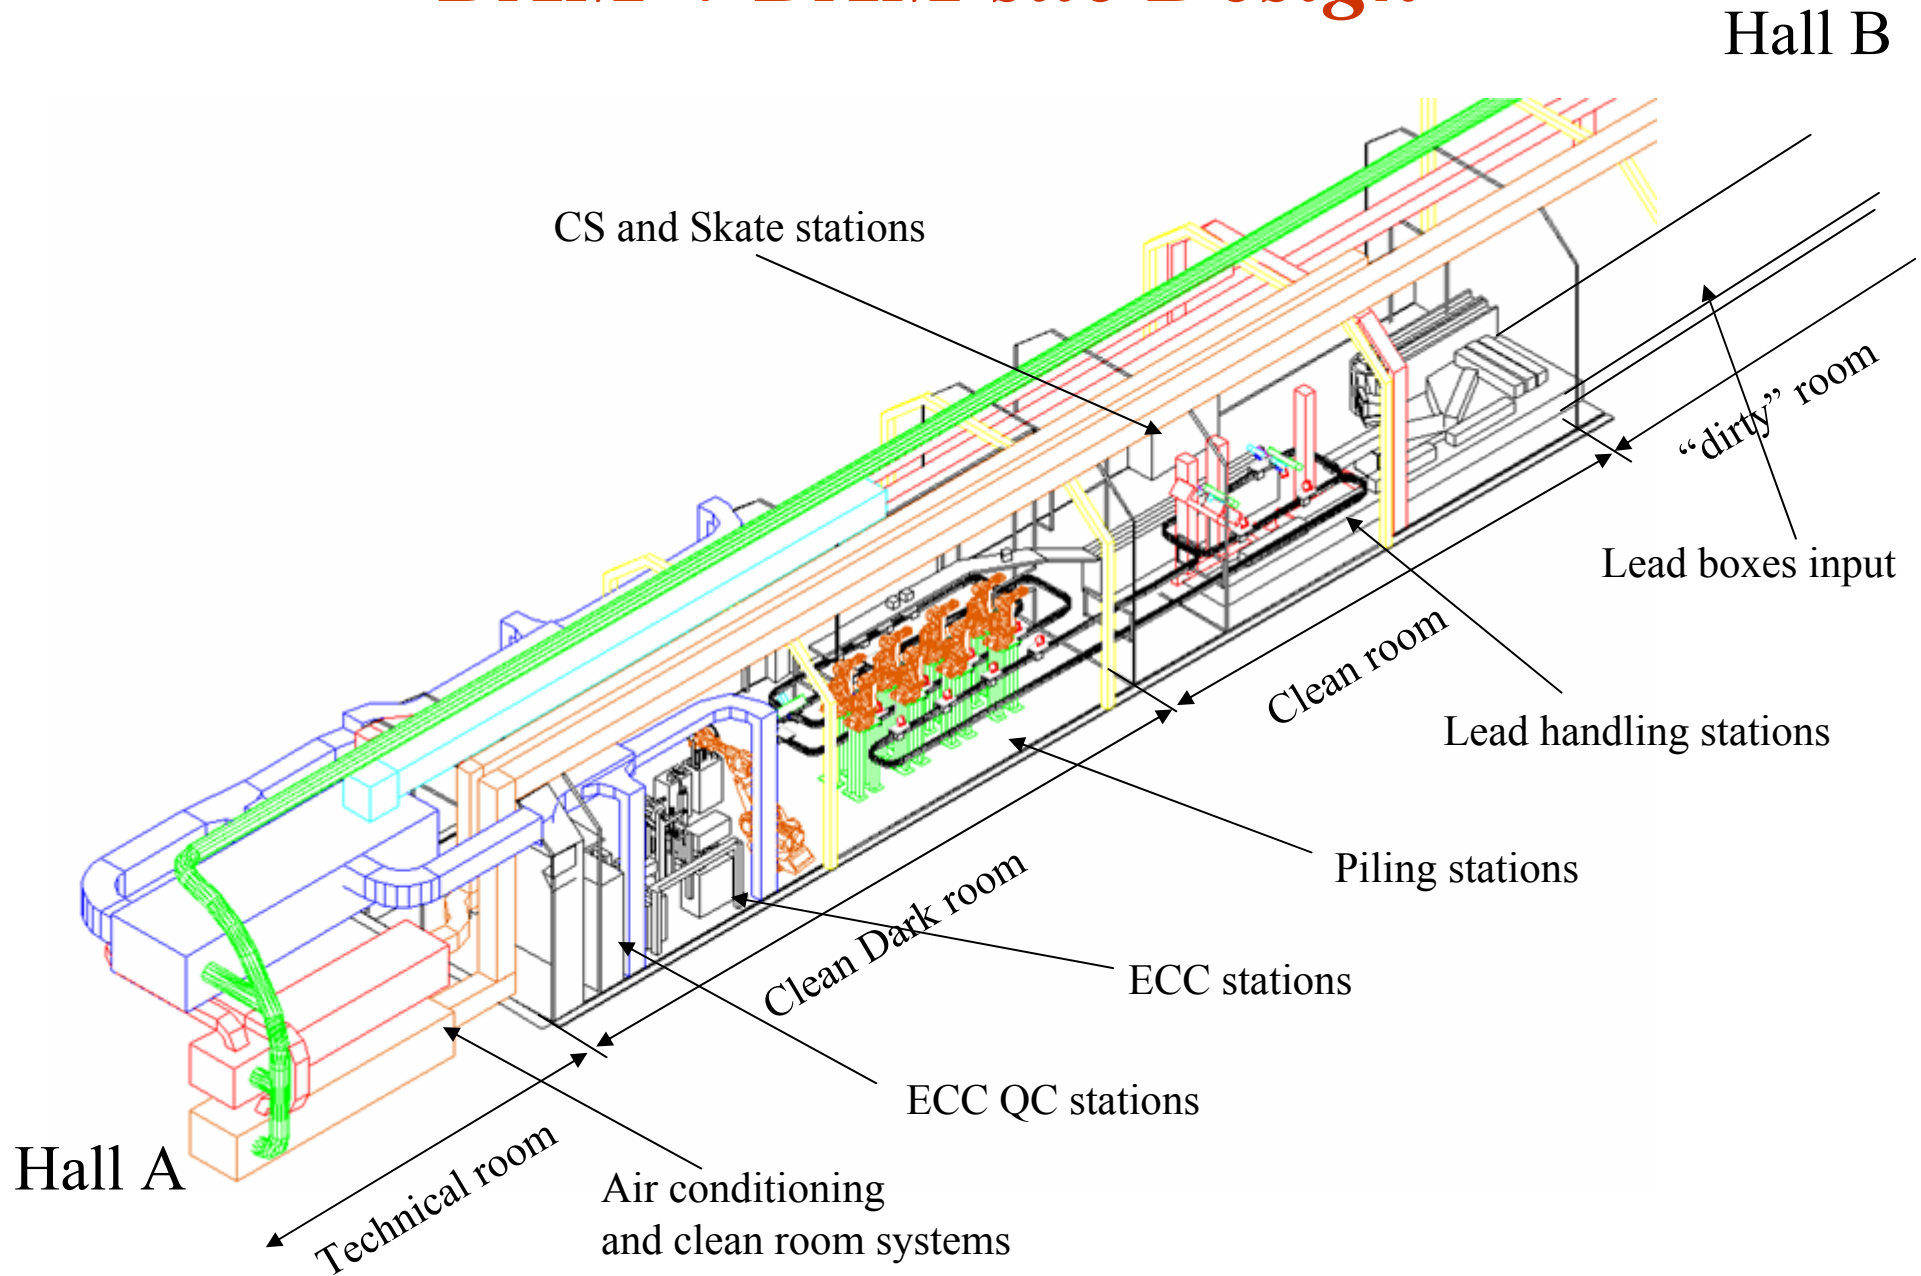 Design
Hall B
CS and Skate stations
“dirty” room
Lead boxes input
Clean room
Lead handling stations
Piling stations
Clean Dark room
ECC stations
ECC QC stations
Hall A
Technical room
Air conditioning
and clean room systems